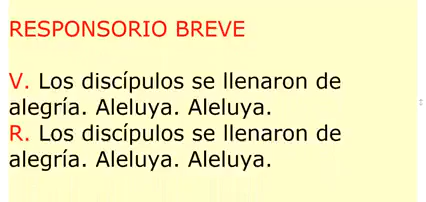 RESPONSORIO BREVE
V. Los discípulos se llenaron de
alegría. Aleluya. Aleluya.
R. Los discípulos se llenaron de
alegría. Aleluya. Aleluya.